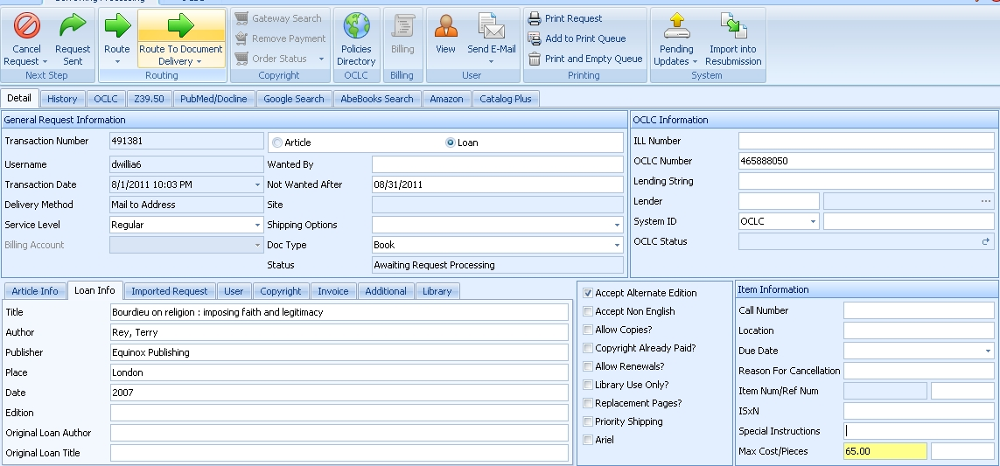 Borrowing Processing
Cancel Request
Request Sent
Next Step
Route
Route To Document Delivery
Routing
Gateway Search
Remove Payment
Order Status
Copyright
Policies Directory
OCLC
Billing
Billing
View
Send E-Mail
User
Print Request
Add to Print Queue
Print and Empty Queue
Printing
Pending Updates
Import into Resubmission
System
Detail History OCLC Z39.50 PubMed/Docline Google Search AbeBooks Search Amazon Catalog Plus
General Request Information
Transaction Number 491381 Article Loan
Username dwillia6 Wanted By
Transaction Date 8/1/2011 10:03 PM Not Wanted After 08/31/2011
Delivery Method Mail to Address Site
Service Level Regular Shipping Options
Billing Account Doc Type Book
Status Awaiting Request Processing
OCLC Information
ILL Number
OCLC Number 465888050
Lending String
Lender
System ID OCLC
OCLC Status
Article Info Loan Info Imported Request User Copyright Invoice Additional Library
Title Bourdieu on religion : imposing faith and legitimacy
Author Rey, Terry
Publisher Equinox Publishing
Place London
Date 2007
Edition
Original Loan Author
Original Loan Title
Accept Alternate Edition
Accept Non English
Allow Copies?
Copyright Already Paid?
Allow Renewals?
Library Use Only?
Replacement Pages?
Priority Shipping
Ariel
Item Information
Call Number
Location
Due Date
Reason For Cancellation
Item Num/Ref Num
ISxN
Special Instructions
Max Cost/Pieces 65.00